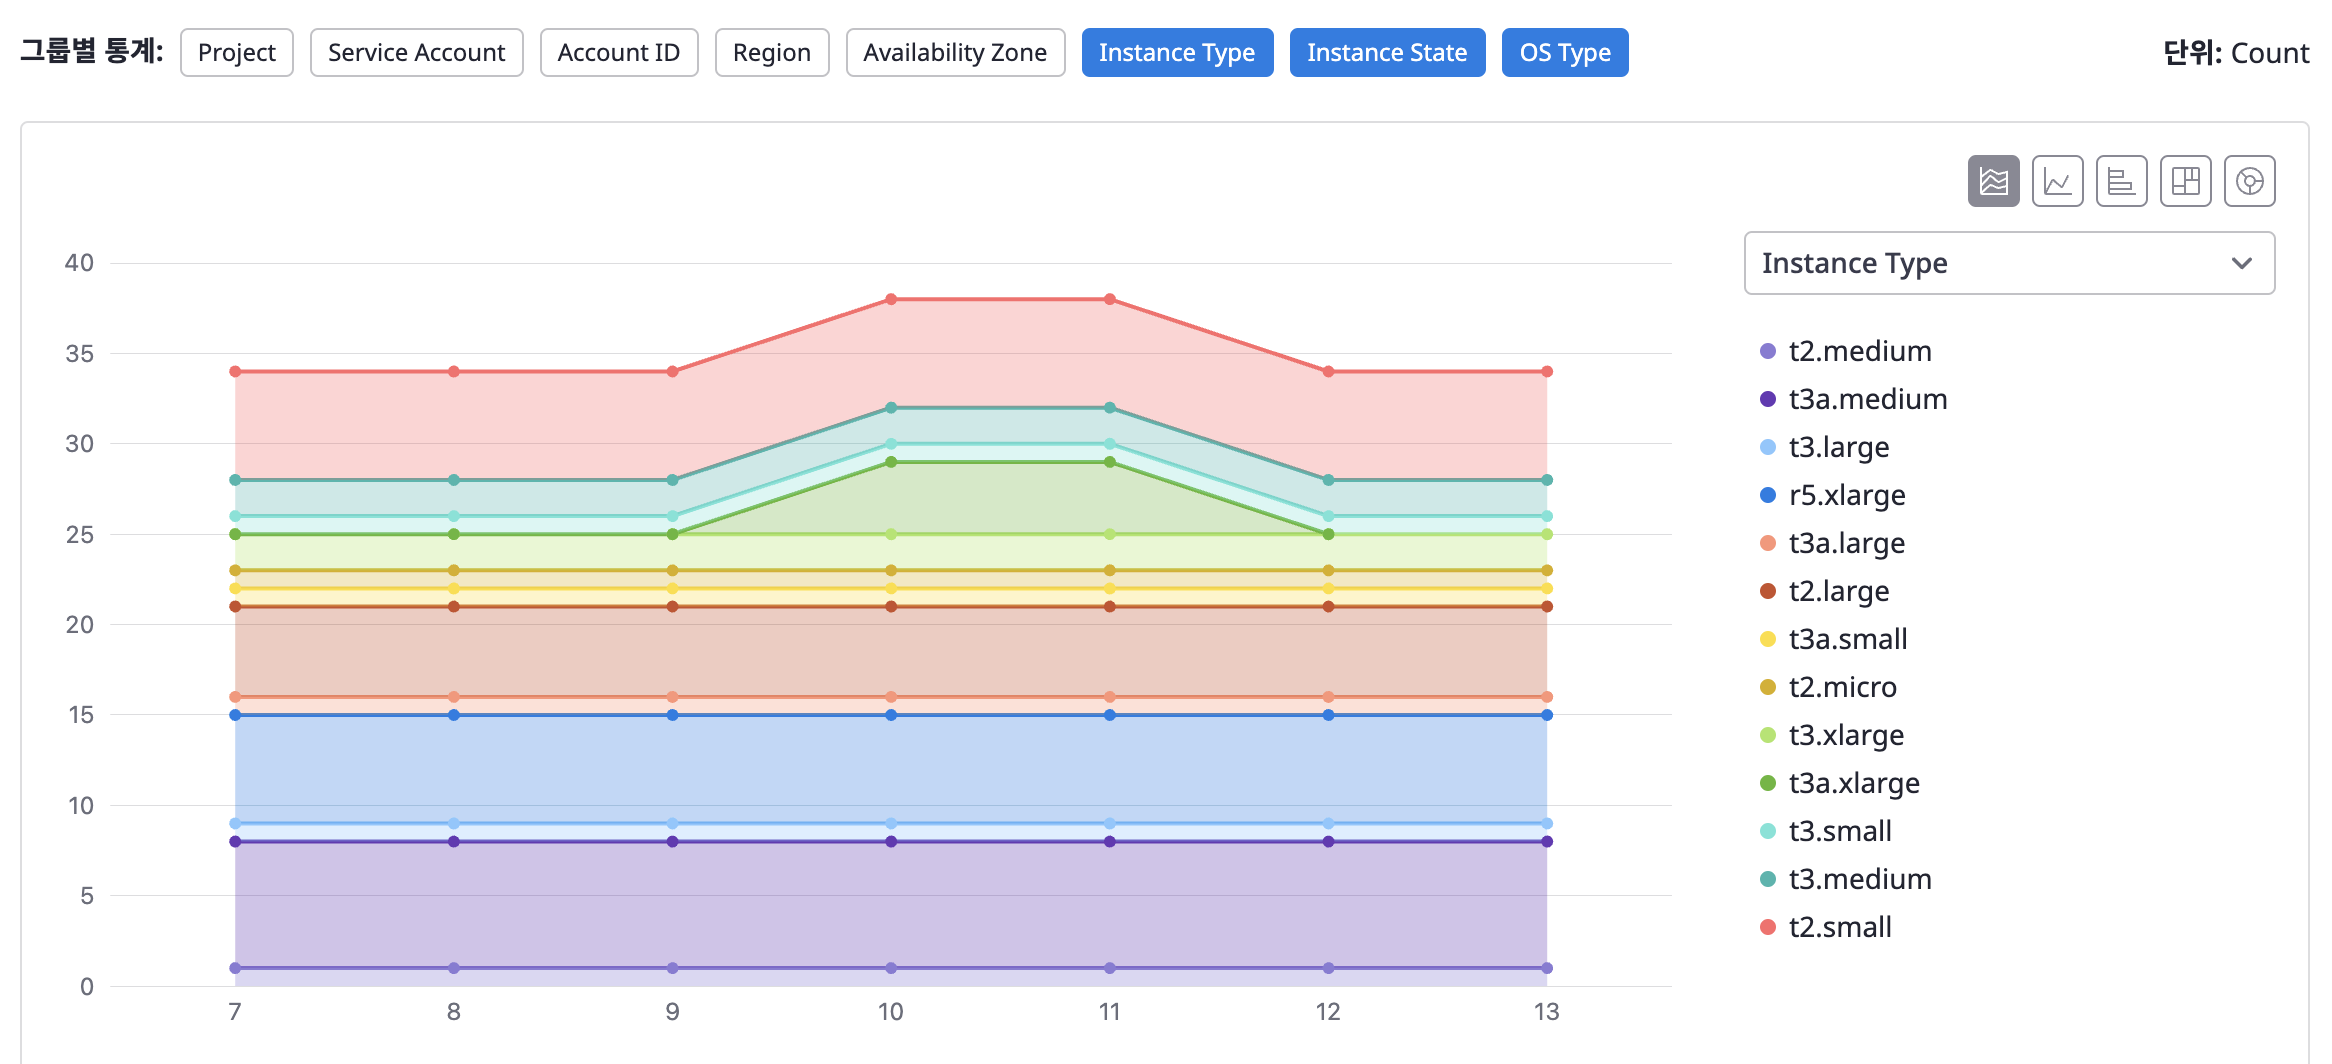 그룹별 통계: Project Service Account Account ID Region Availability Zone Instance Type Instance State OS Type 단위: Count
Instance Type
40
35
30
25
20
15
10
5
0
7 8 9 10 11 12 13
t2.medium
t3a.medium
t3.large
r5.xlarge
t3a.large
t2.large
t3a.small
t2.micro
t3.xlarge
t3a.xlarge
t3.small
t3.medium
t2.small